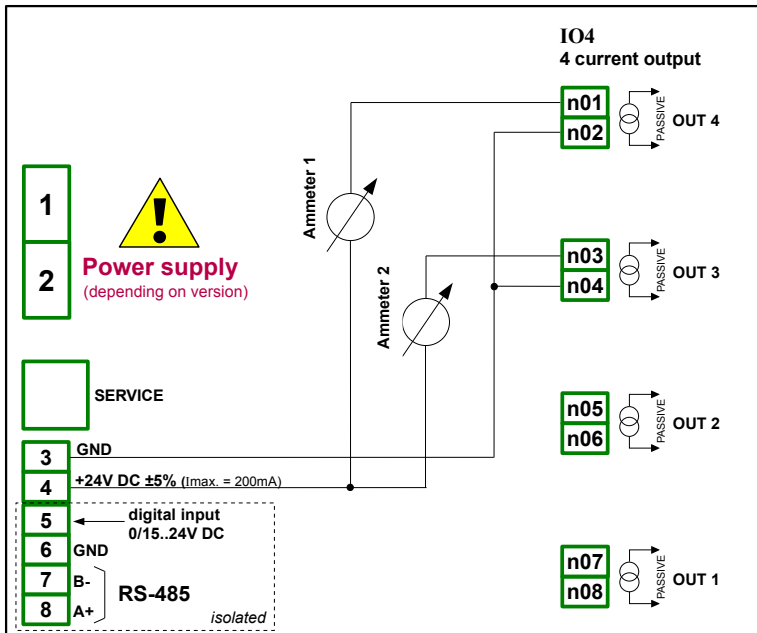 IO4
4 current output
n01
n02
PASSIVE
OUT 4
Ammeter 1
1
2
!
Power supply
(depending on version)
n03
n04
PASSIVE
OUT 3
Ammeter 2
SERVICE
n05
n06
PASSIVE
OUT 2
3 GND
4 +24V DC ±5% (Imax. = 200mA)
5 digital input
0/15..24V DC
6 GND
7 B-
RS-485
8 A+
isolated
n07
n08
PASSIVE
OUT 1